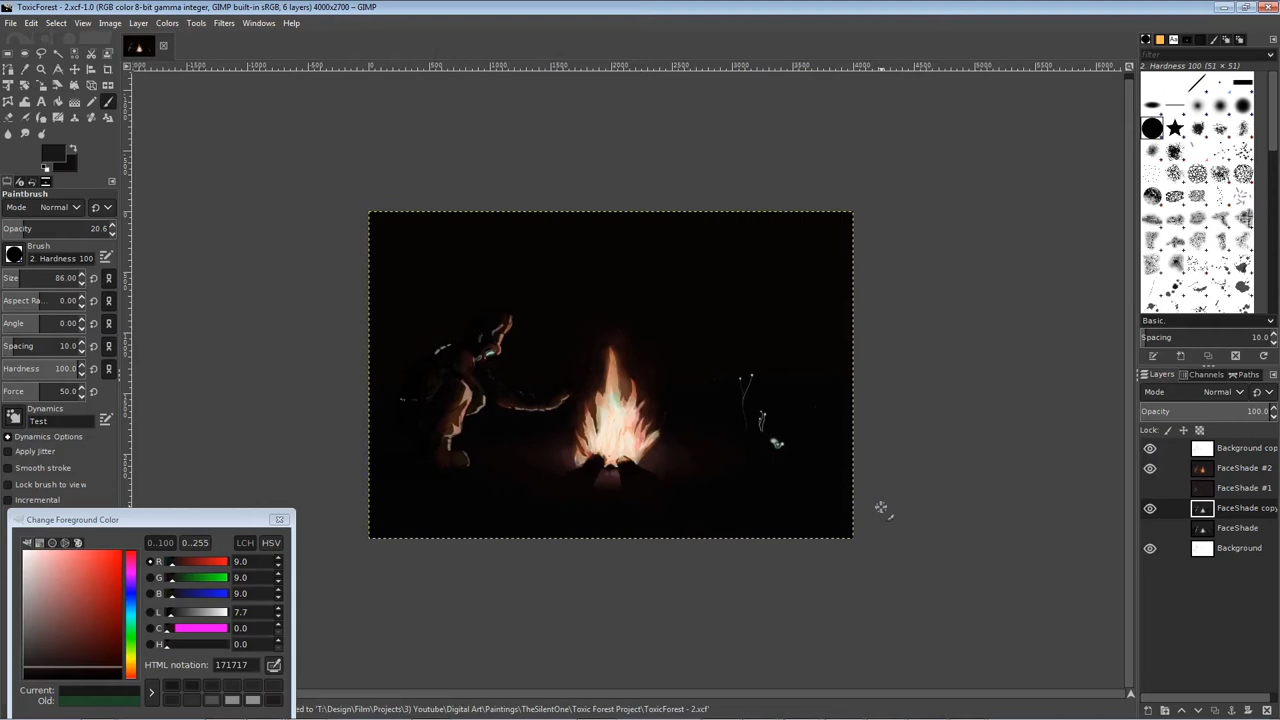 ToxicForest - 2.xcf-1.0 (RGB color 8-bit gamma integer, GIMP built-in sRGB, 6 layers) 4000x2700 – GIMP
File Edit Select View Image Layer Colors Tools Filters Windows Help
filter
2. Hardness 100 (51 × 51)
Paintbrush
Mode Normal
Opacity 20.6
Brush
2. Hardness 100
Size 86.00
Aspect Ra... 0.00
Angle 0.00
Spacing 10.0
Hardness 100.0
Force 50.0
Dynamics
Test
Dynamics Options
Apply Jitter
Smooth stroke
Lock brush to view
Incremental
Change Foreground Color
0..100 0..255 LCH HSV
R 9.0
G 9.0
B 9.0
L 7.7
C 0.0
H 0.0
HTML notation: 171717
Current:
Old:
Basic,
Spacing 10.0
Layers Channels Paths
Mode Normal
Opacity 100.0
Lock:
Background cop
FaceShade #2
FaceShade #1
FaceShade copy
FaceShade
Background
ed to 'T:\Design\Film\Projects\3) Youtube\Digital Art\Paintings\TheSilentOne\Toxic Forest Project\ToxicForest - 2.xcf'